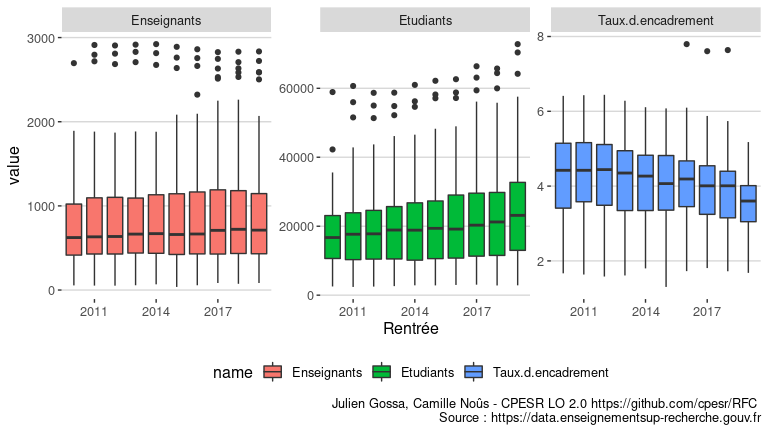 Enseignants
Etudiants
Taux.d.encadrement
value
3000
2000
1000
0
60000
40000
20000
0
8
6
4
2
2011
2014
2017
2011
2014
2017
2011
2014
2017
Rentrée
name Enseignants Etudiants Taux.d.encadrement
Julien Gossa, Camille Noûs - CPESR LO 2.0 https://github.com/cpesr/RFC
Source : https://data.enseignementsup-recherche.gouv.fr